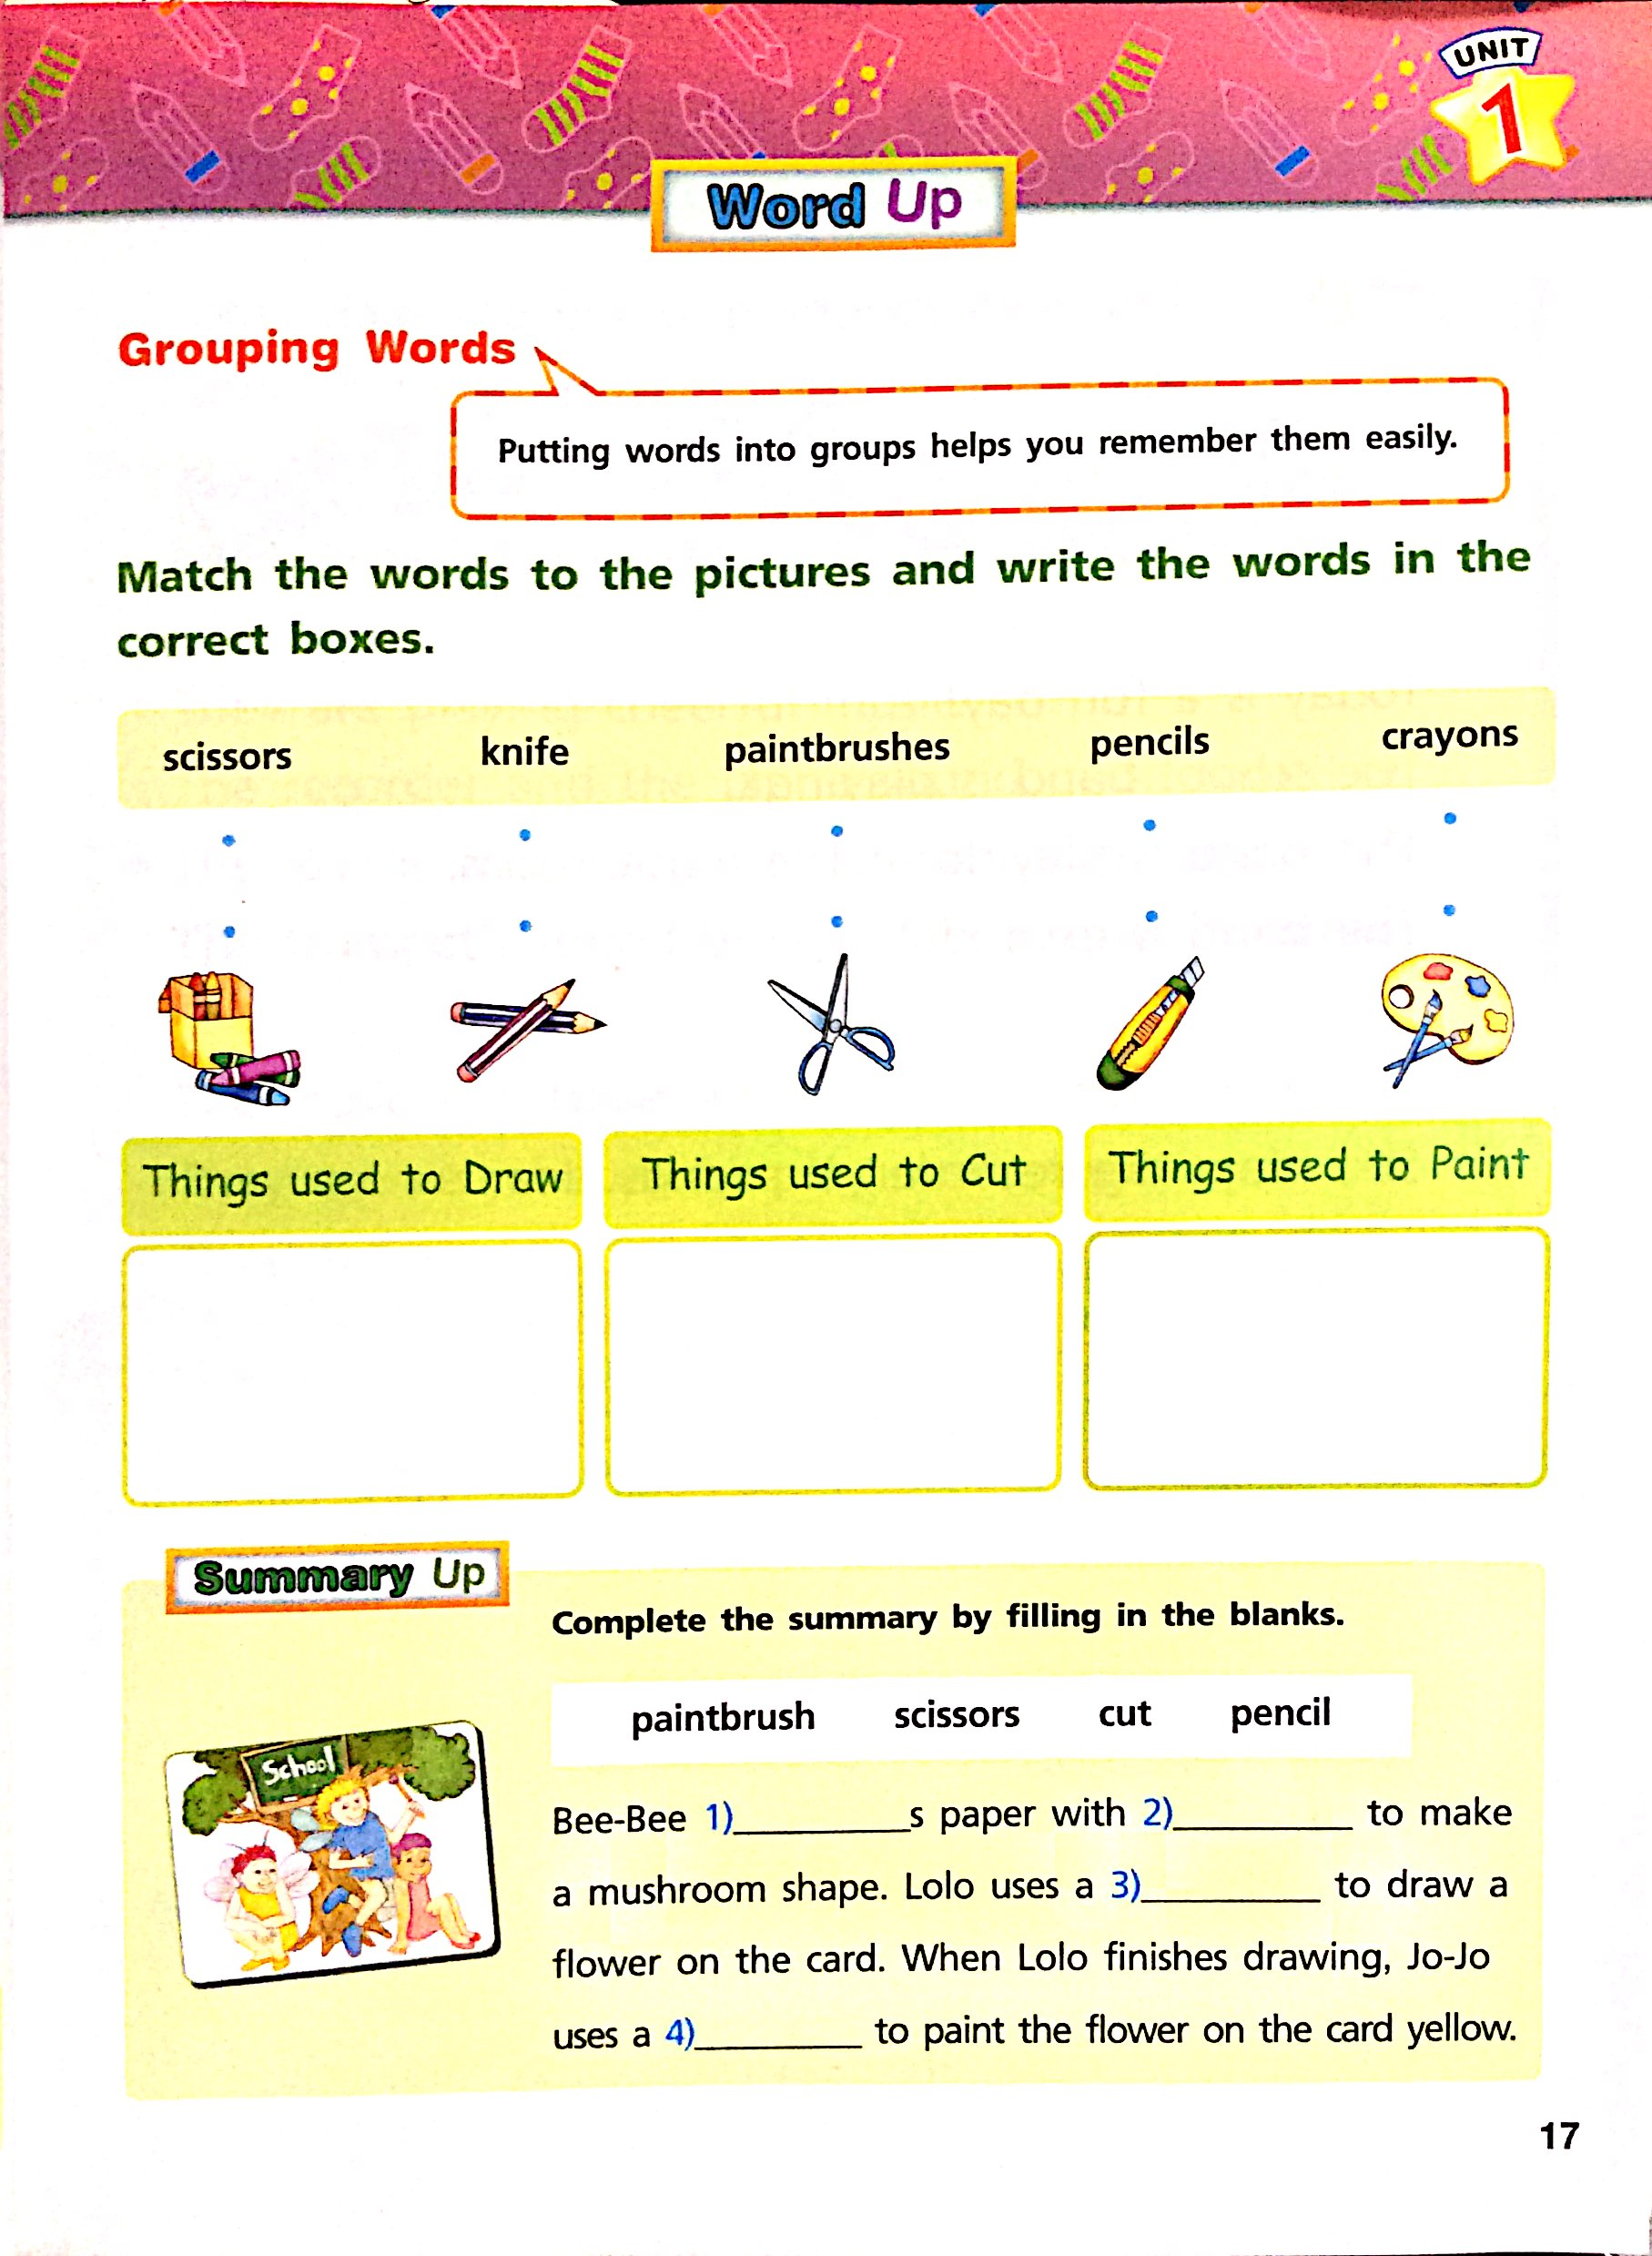 UNIT
1
Word Up
Grouping Words
Putting words into groups helps you remember them easily.
Match the words to the pictures and write the words in the
correct boxes.
scissors knife paintbrushes pencils crayons
Things used to Draw Things used to Cut Things used to Paint
Summary Up
Complete the summary by filling in the blanks.
paintbrush scissors cut pencil
School
Bee-Bee 1)_________s paper with 2)_________ to make
a mushroom shape. Lolo uses a 3)_________ to draw a
flower on the card. When Lolo finishes drawing, Jo-Jo
uses a 4)_________ to paint the flower on the card yellow.
17